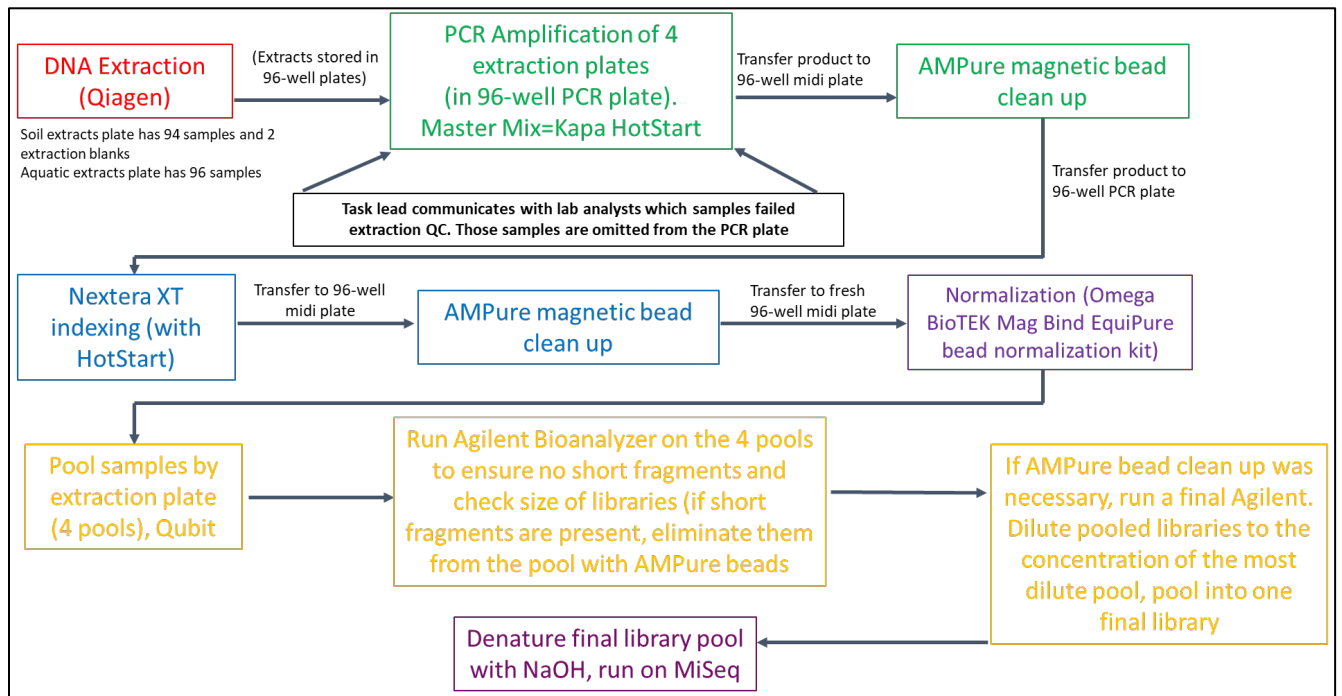 DNA Extraction
(Qiagen)
(Extracts stored in
96-well plates)
PCR Amplification of 4
extraction plates
(in 96-well PCR plate).
Master Mix=Kapa HotStart
Transfer product to
96-well midi plate
AMPure magnetic bead
clean up
Soil extracts plate has 94 samples and 2
extraction blanks
Aquatic extracts plate has 96 samples
Transfer product to
96-well PCR plate
Task lead communicates with lab analysts which samples failed
extraction QC. Those samples are omitted from the PCR plate
Nextera XT
indexing (with
HotStart)
Transfer to 96-well
midi plate
AMPure magnetic bead
clean up
Transfer to fresh
96-well midi plate
Normalization (Omega
BioTEK Mag Bind EquiPure
bead normalization kit)
Pool samples by
extraction plate
(4 pools), Qubit
Run Agilent Bioanalyzer on the 4 pools
to ensure no short fragments and
check size of libraries (if short
fragments are present, eliminate them
from the pool with AMPure beads
If AMPure bead clean up was
necessary, run a final Agilent.
Dilute pooled libraries to the
concentration of the most
dilute pool, pool into one
final library
Denature final library pool
with NaOH, run on MiSeq